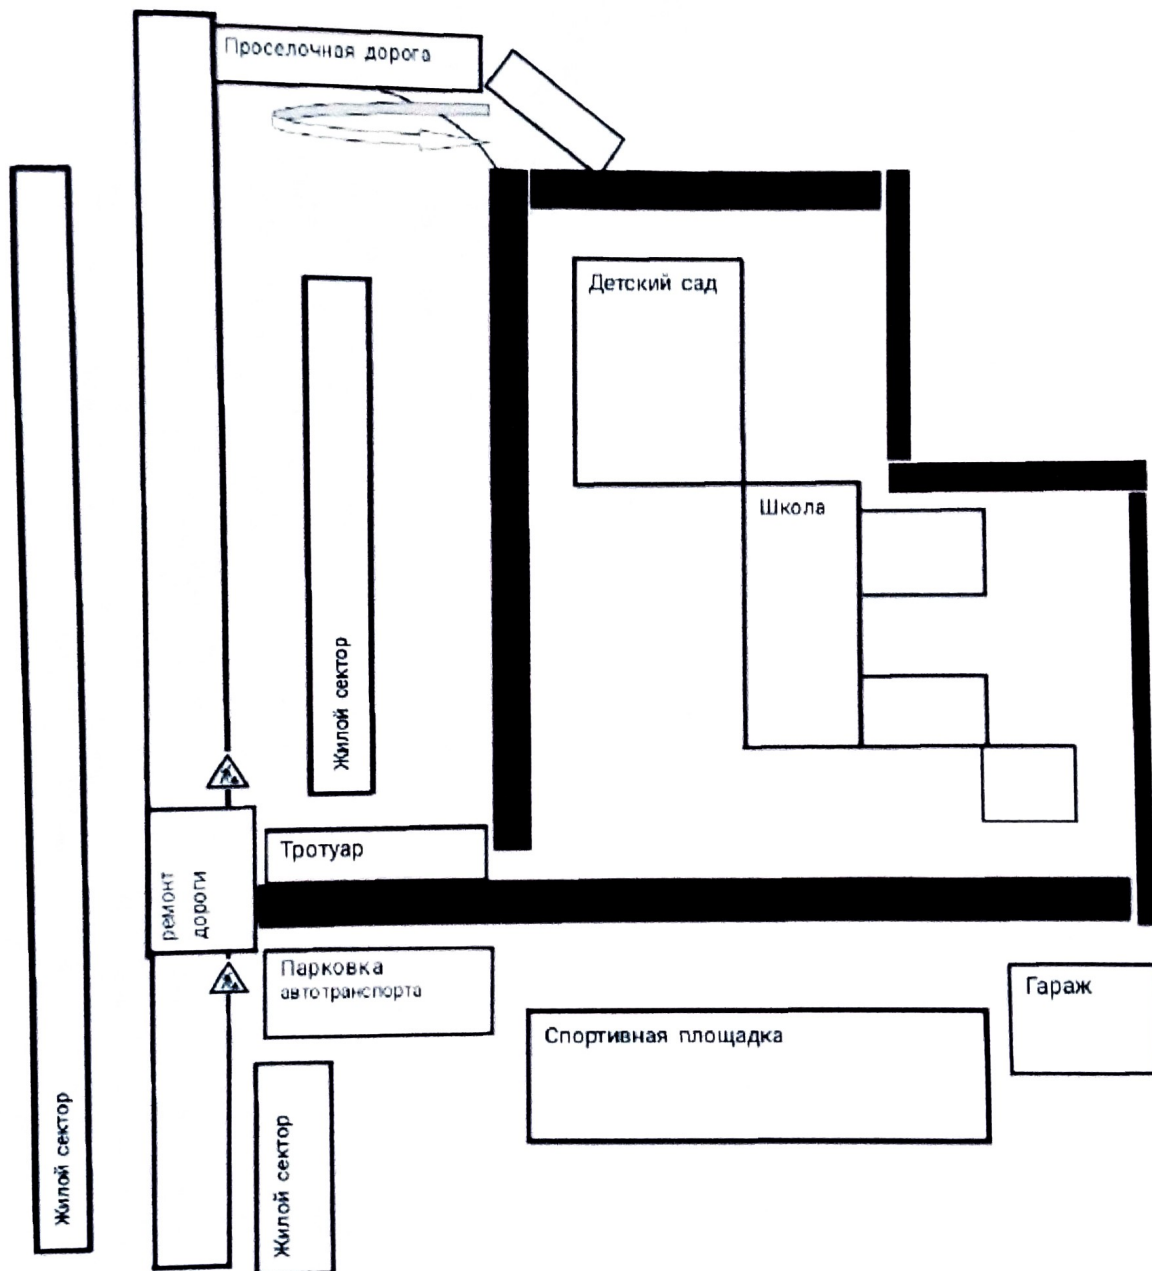 Проселочная дорога
Детский сад
Школа
Жилой сектор
Тротуар
ремонт
дороги
Парковка
автотранспорта
Гараж
Спортивная площадка
Жилой сектор
Жилой сектор